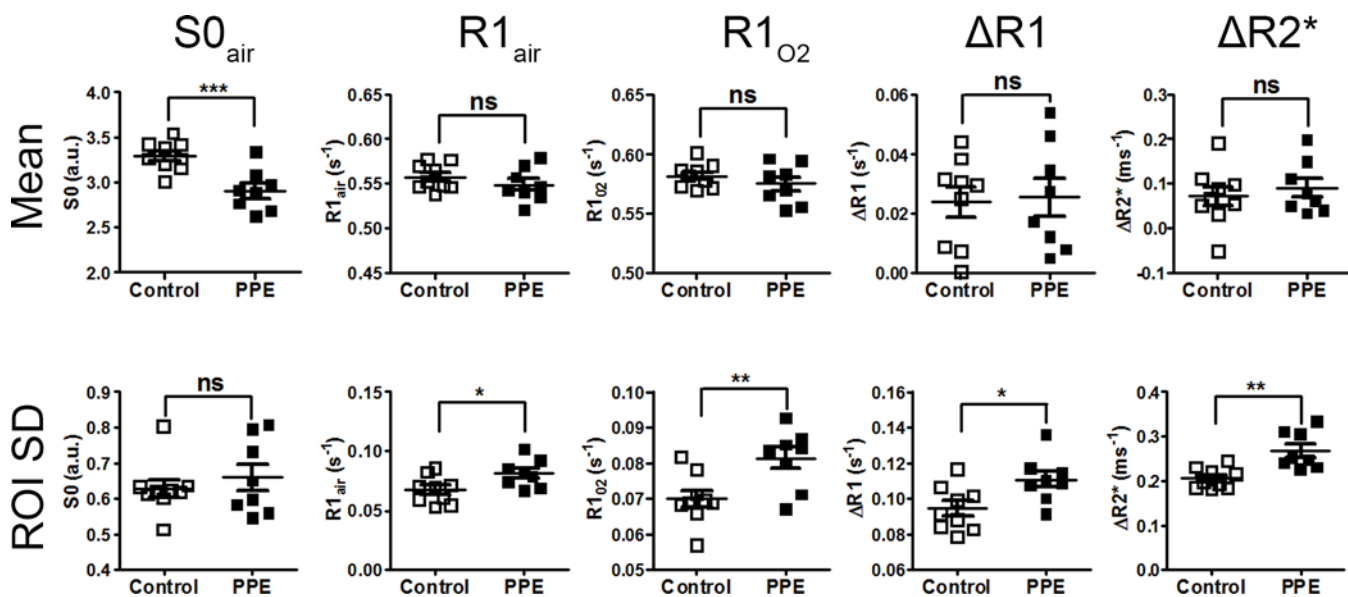 S0air R1air R1O2 ΔR1 ΔR2*
Mean
S0 (a.u.)
4.0
3.5
3.0
2.5
2.0
***
Control PPE
R1air (s-1)
0.65
0.60
0.55
0.50
0.45
ns
Control PPE
R1O2 (s-1)
0.65
0.60
0.55
0.50
ns
Control PPE
ΔR1 (s-1)
0.06
0.04
0.02
0.00
ns
Control PPE
ΔR2* (ms-1)
0.3
0.2
0.1
0.0
-0.1
ns
Control PPE
ROI SD
S0 (a.u.)
0.9
0.8
0.7
0.6
0.5
0.4
ns
Control PPE
R1air (s-1)
0.15
0.10
0.05
0.00
*
Control PPE
R1O2 (s-1)
0.10
0.09
0.08
0.07
0.06
0.05
**
Control PPE
ΔR1 (s-1)
0.16
0.14
0.12
0.10
0.08
0.06
*
Control PPE
ΔR2* (ms-1)
0.4
0.3
0.2
0.1
**
Control PPE